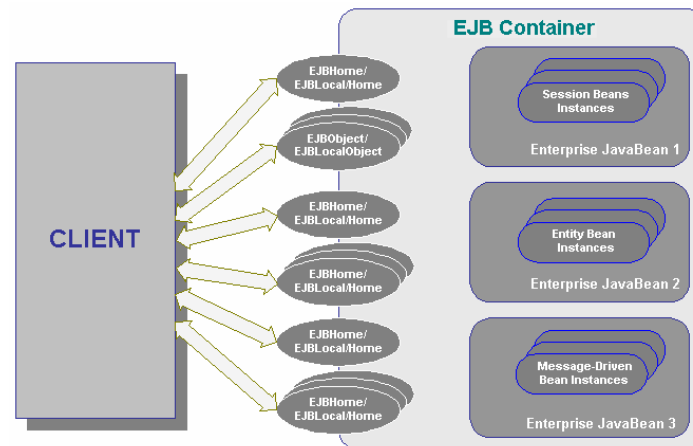 EJB Container
EJBHome/
EJBLocal/Home
Session Beans
Instances
EJBObject/
EJBLocalObject
Enterprise JavaBean 1
EJBHome/
EJBLocal/Home
CLIENT
Entity Bean
Instances
EJBHome/
EJBLocal/Home
Enterprise JavaBean 2
EJBHome/
EJBLocal/Home
Message-Driven
Bean Instances
EJBHome/
EJBLocal/Home
Enterprise JavaBean 3